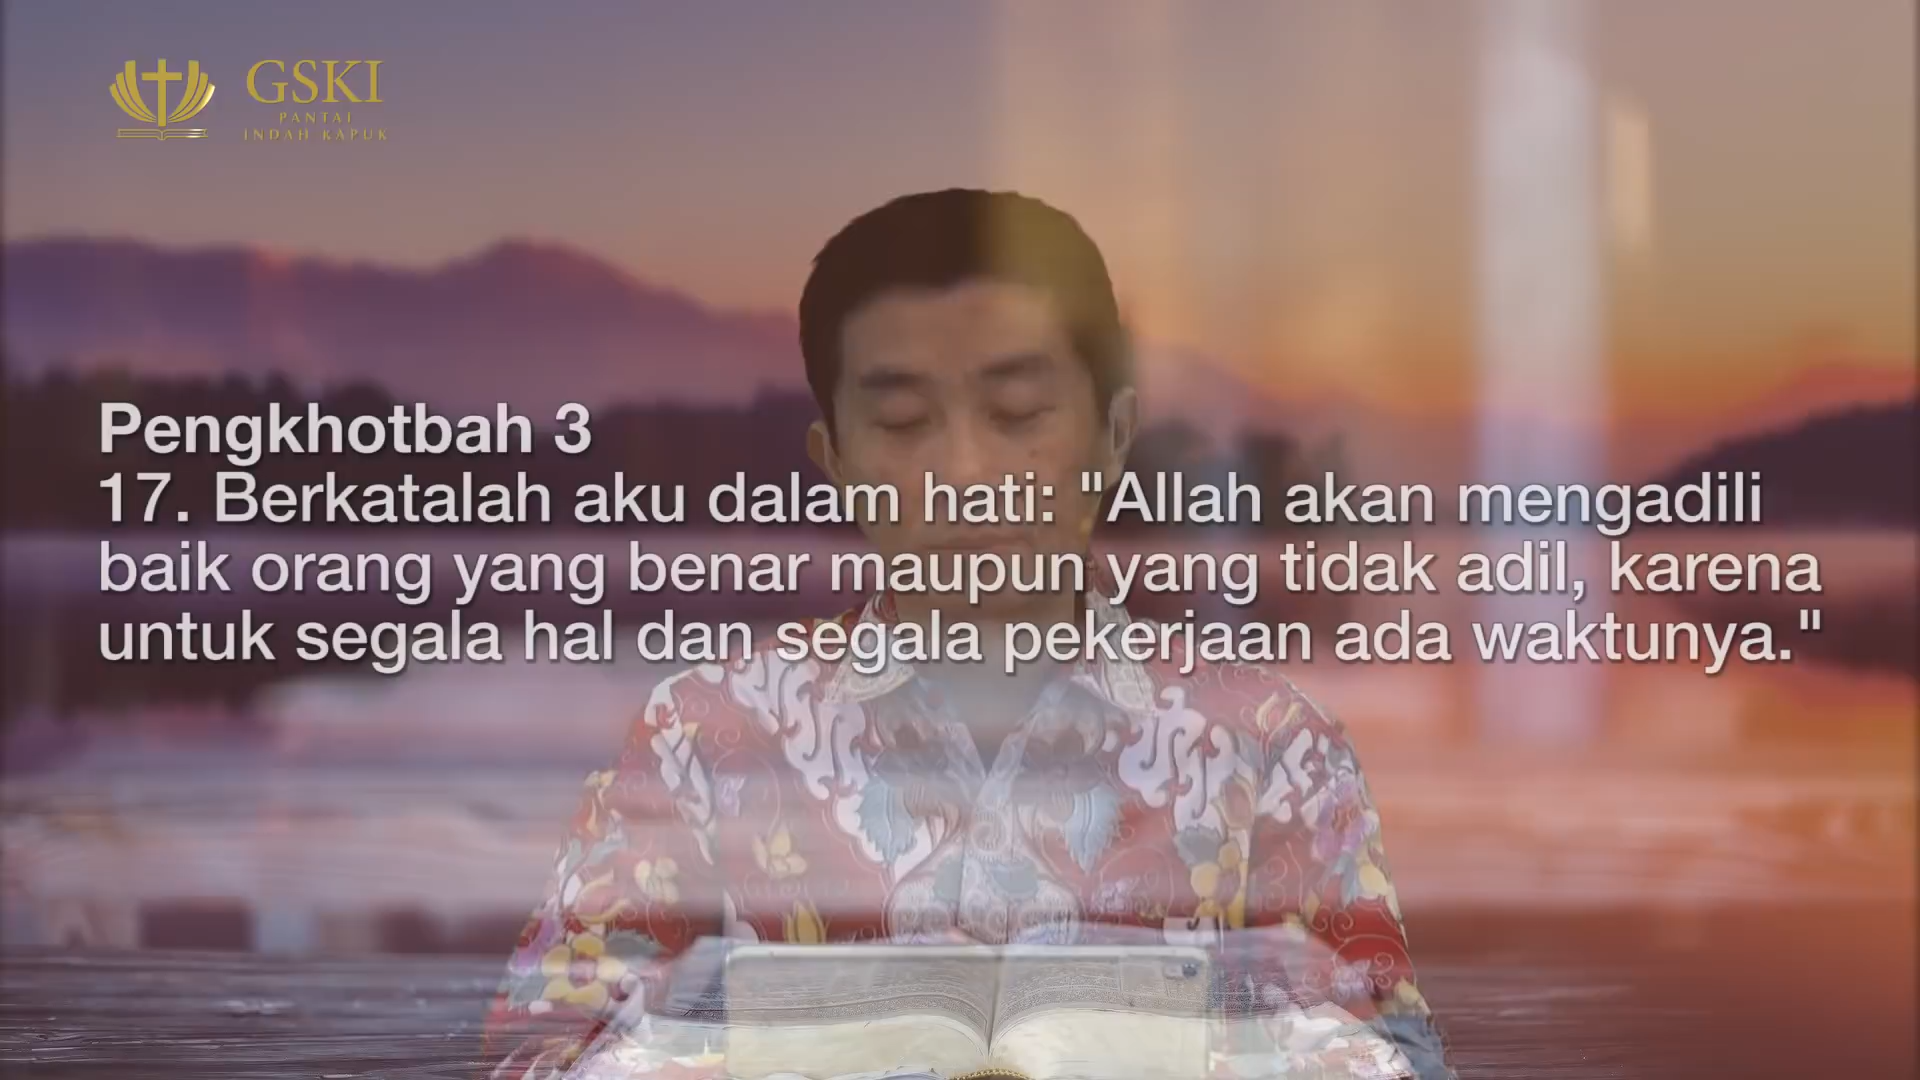 GSKI
PANTAI
INDAH KAPUK
Pengkhotbah 3
17. Berkatalah aku dalam hati: "Allah akan mengadili
baik orang yang benar maupun yang tidak adil, karena
untuk segala hal dan segala pekerjaan ada waktunya."